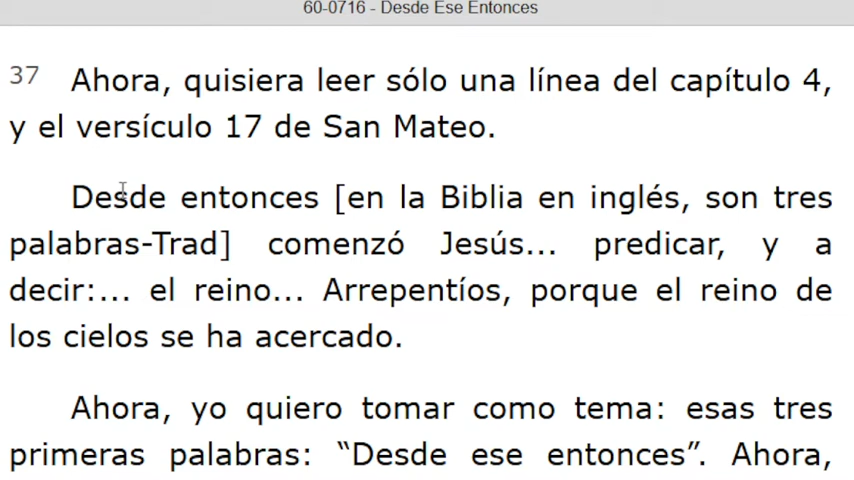 60-0716 - Desde Ese Entonces
37 Ahora, quisiera leer sólo una línea del capítulo 4,
y el versículo 17 de San Mateo.
Desde entonces [en la Biblia en inglés, son tres
palabras-Trad] comenzó Jesús... predicar, y a
decir:... el reino... Arrepentíos, porque el reino de
los cielos se ha acercado.
Ahora, yo quiero tomar como tema: esas tres
primeras palabras: “Desde ese entonces”. Ahora,